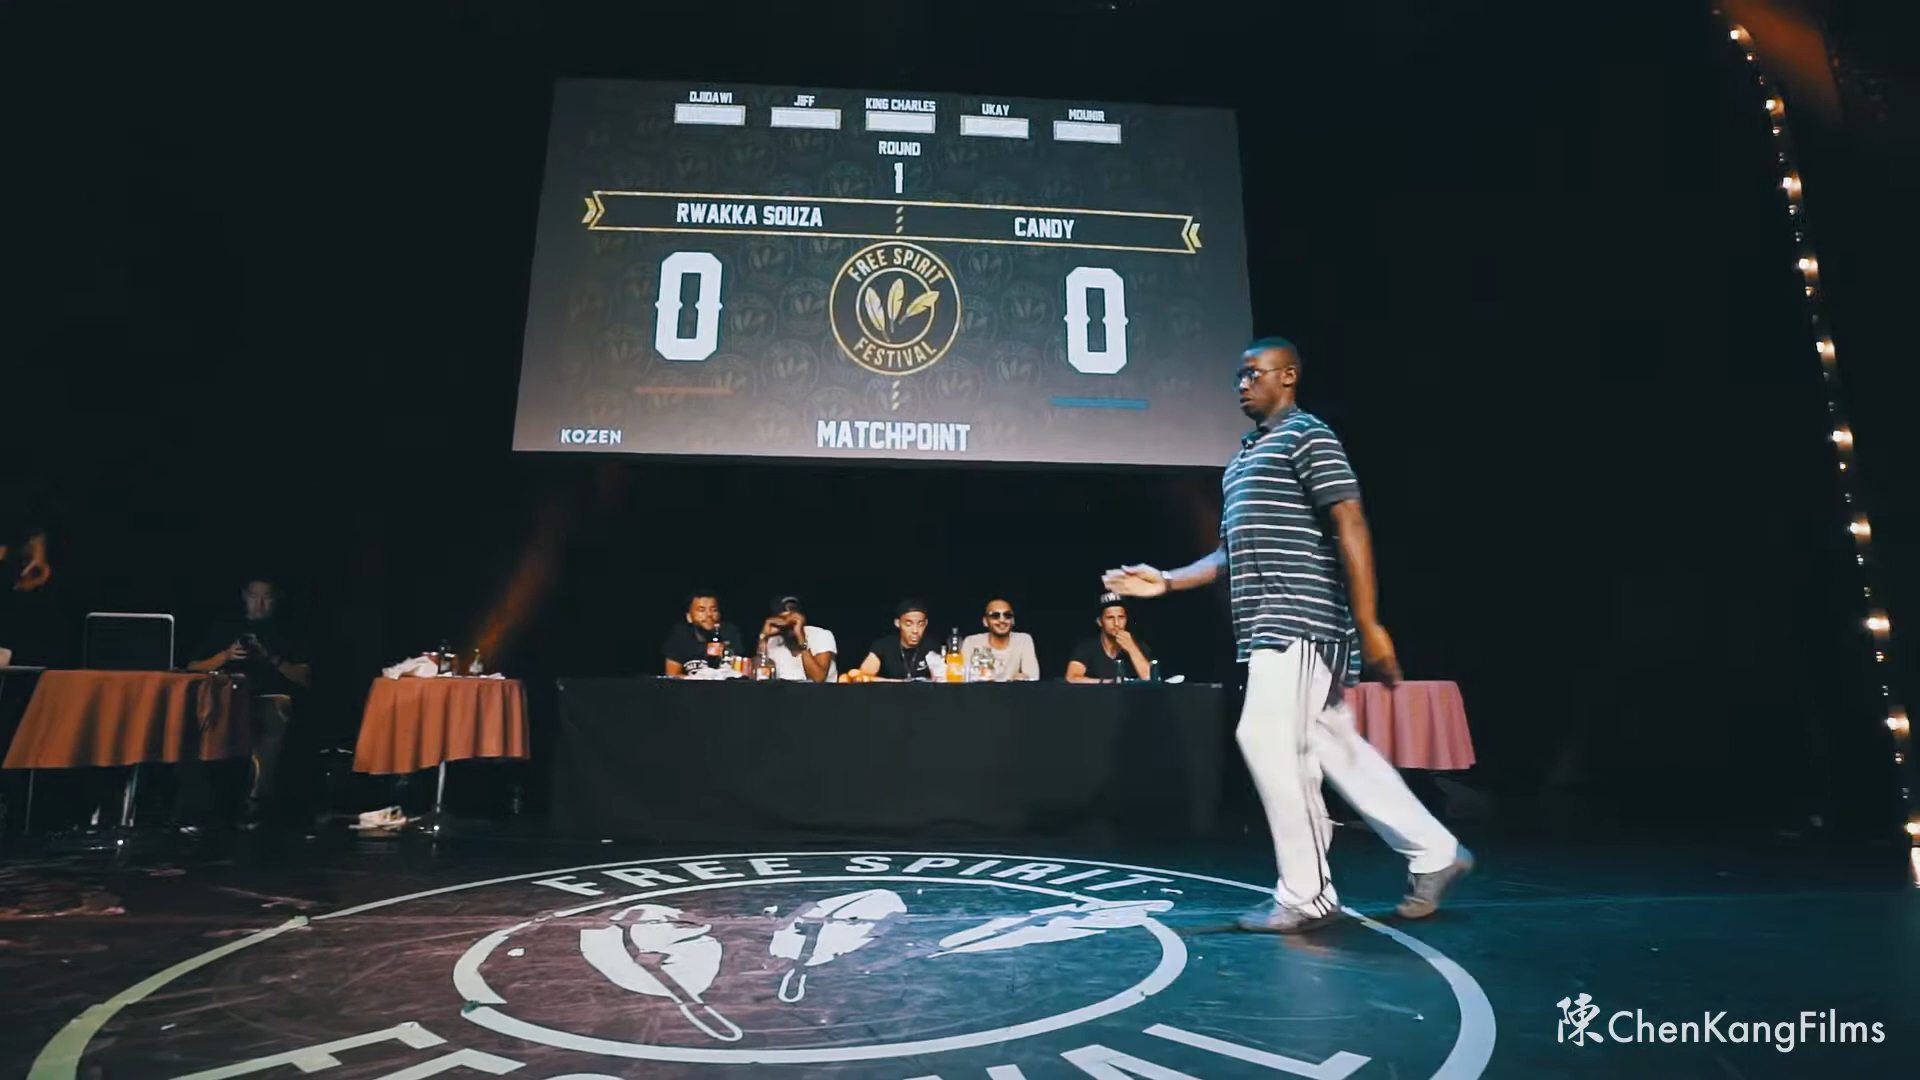 DJIDAWI
JIFF
KING CHARLES
UKAY
MOUNIR
ROUND
1
RWAKKA SOUZA
CANDY
0
0
FREE SPIRIT
FESTIVAL
KOZEN
MATCHPOINT
FREE SPIRIT
陳ChenKangFilms